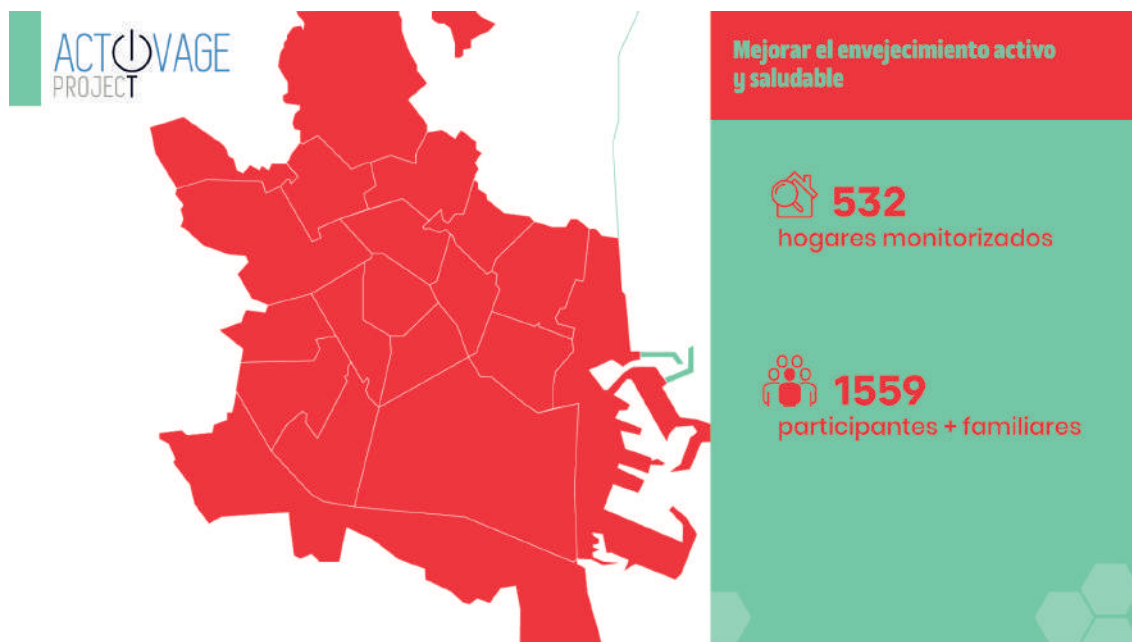 ACTIVAGE
PROJECT
Mejorar el envejecimiento activo
y saludable
532
hogares monitorizados
1559
participantes + familiares